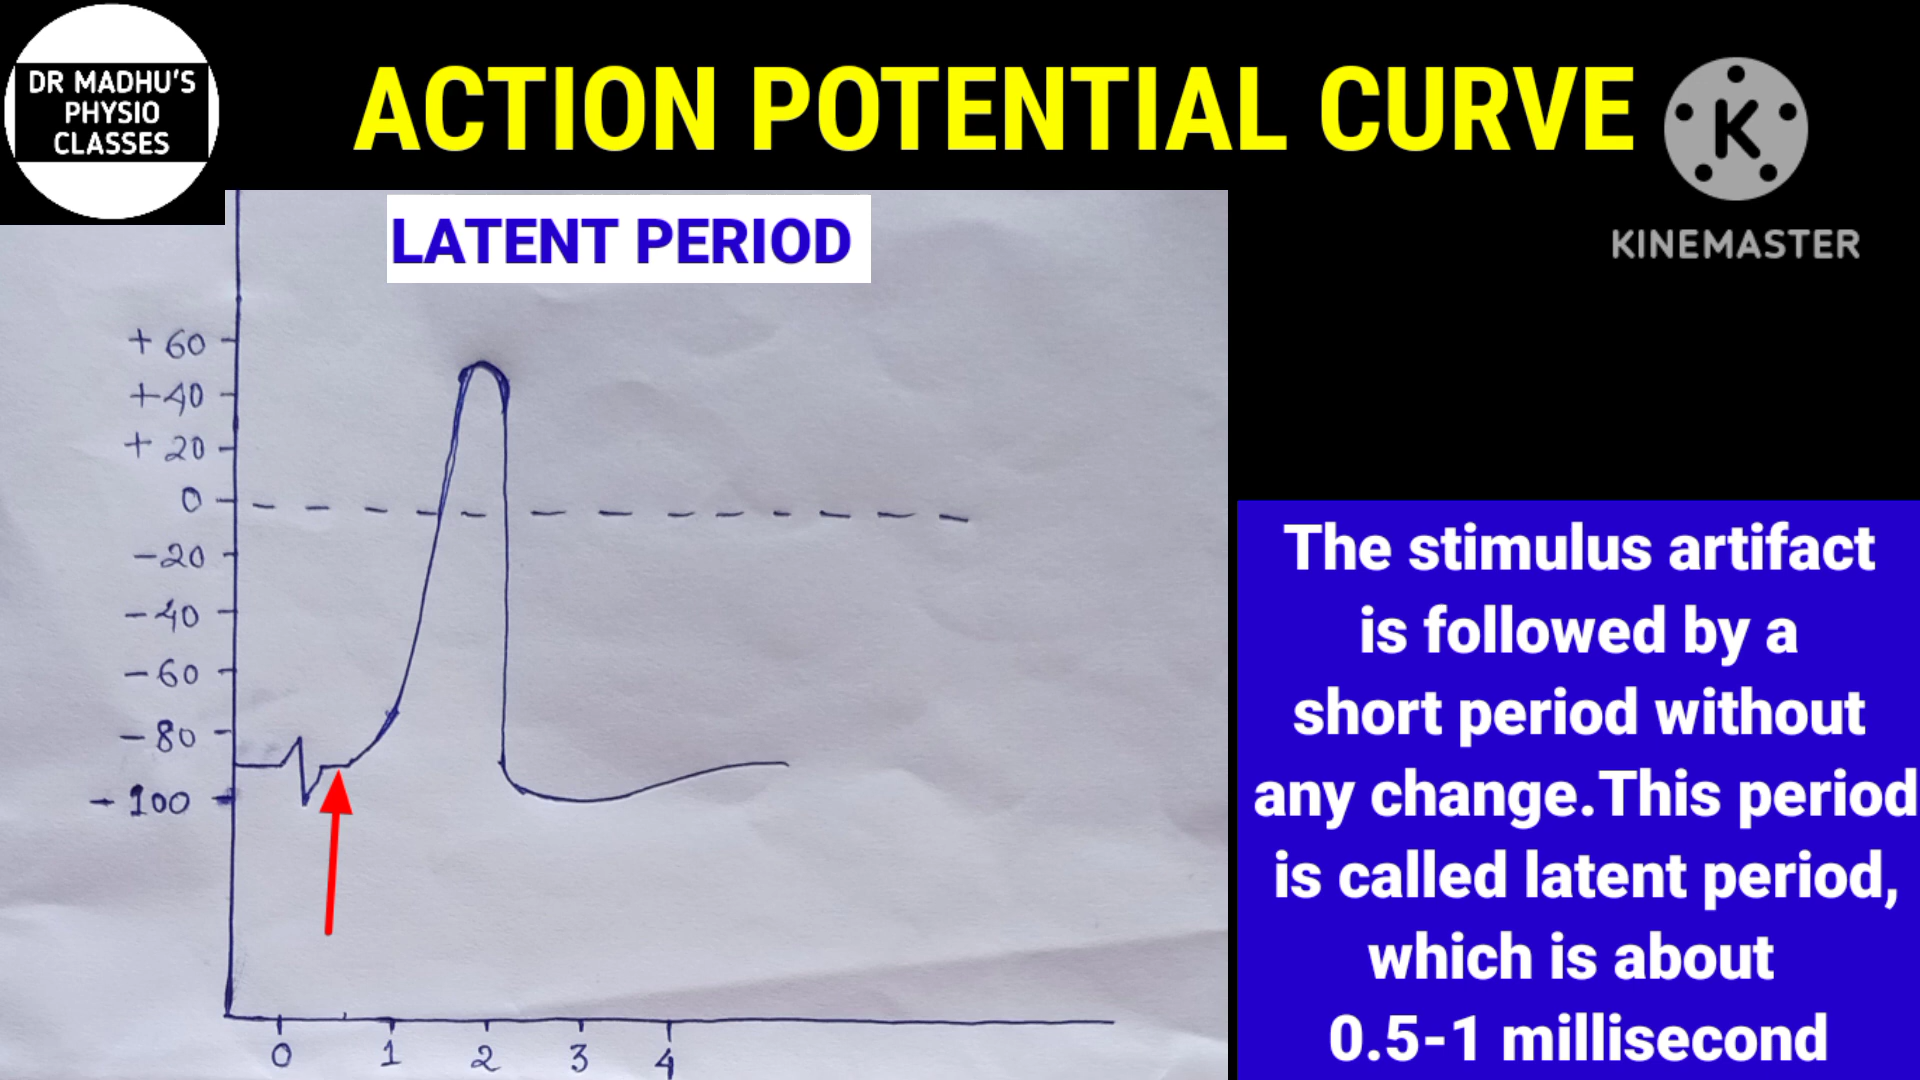 DR MADHU'S
PHYSIO
CLASSES
ACTION POTENTIAL CURVE
K
KINEMASTER
LATENT PERIOD
+ 60
+40
+ 20
0
-20
-40
-60
-80
- 100
0 1 2 3 4
The stimulus artifact
is followed by a
short period without
any change.This period
is called latent period,
which is about
0.5-1 millisecond